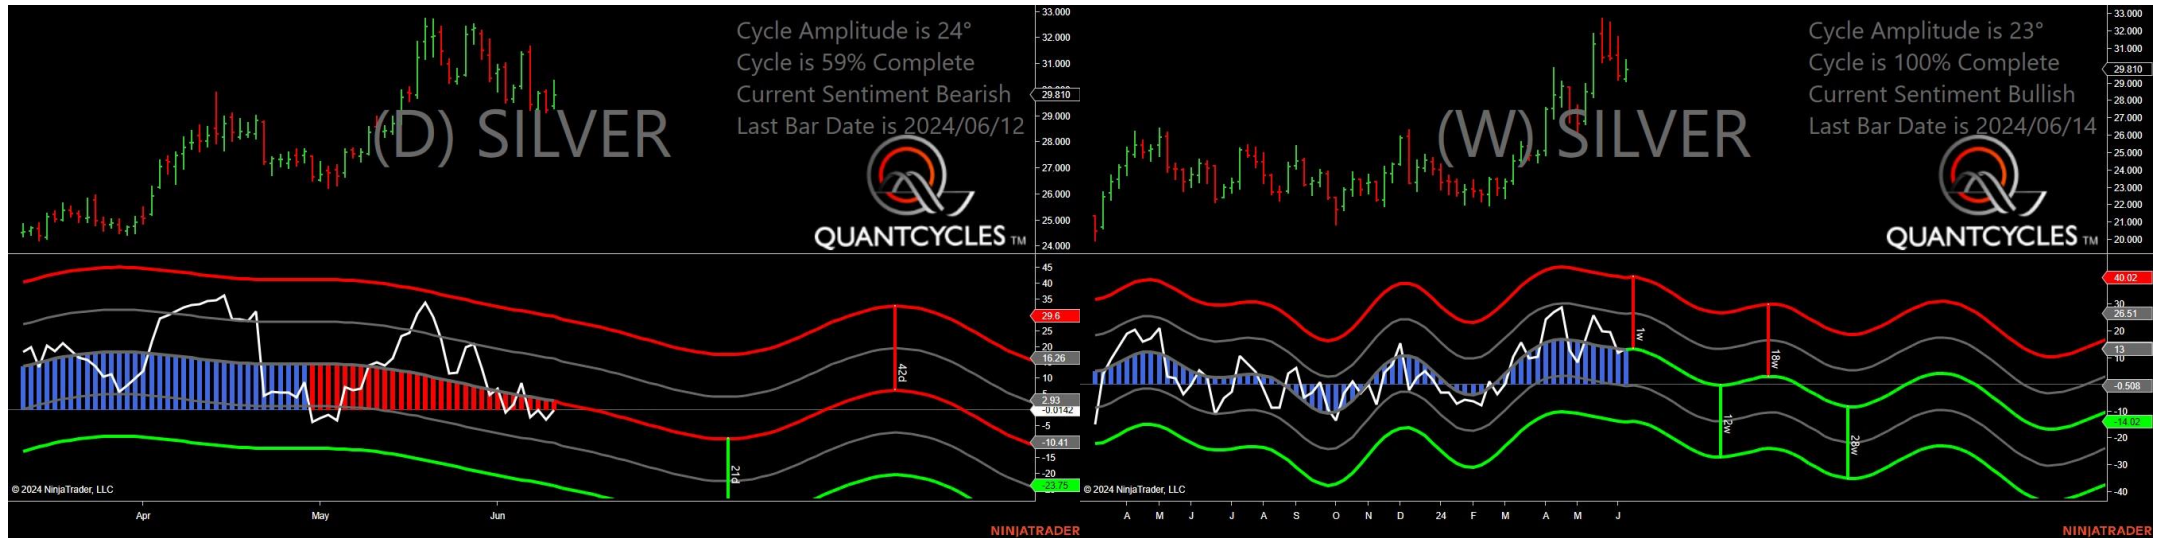 Cycle Amplitude is 24°
Cycle is 59% Complete
Current Sentiment Bearish
Last Bar Date is 2024/06/12
(D) SILVER
QUANTCYCLES TM
33.000
32.000
31.000
30.000
29.810
29.000
28.000
27.000
26.000
25.000
24.000
45
40
35
29.6
25
20
16.26
10
2.93
-0.0142
-5
-10.41
-15
-20
-23.75
42d
21d
© 2024 NinjaTrader, LLC
Apr May Jun
NINJATRADER
Cycle Amplitude is 23°
Cycle is 100% Complete
Current Sentiment Bullish
Last Bar Date is 2024/06/14
(W) SILVER
QUANTCYCLES TM
33.000
32.000
31.000
29.810
29.000
28.000
27.000
26.000
25.000
24.000
23.000
22.000
21.000
20.000
40.02
30
26.51
20
13
10
-0.508
-10
-14.02
-20
-30
-40
1w
18w
12w
28w
© 2024 NinjaTrader, LLC
A M J J A S O N D 24 F M A M J
NINJATRADER